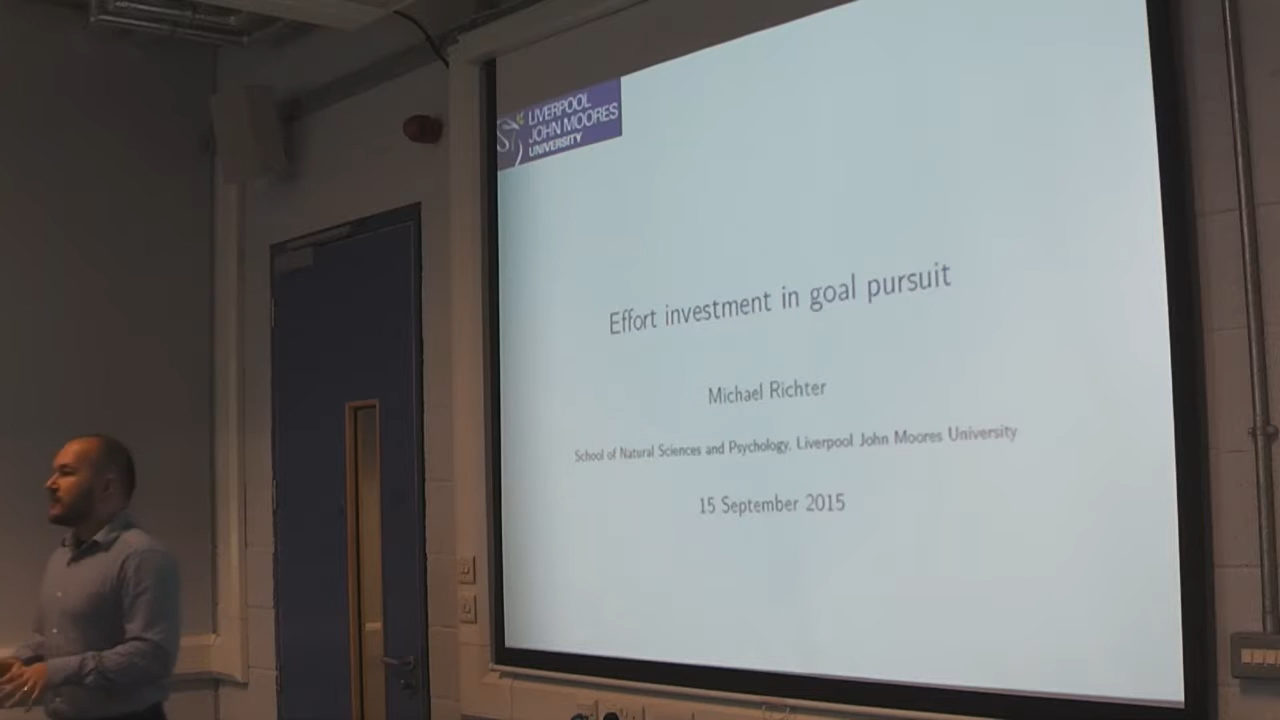 LIVERPOOL
JOHN MOORES
UNIVERSITY
Effort investment in goal pursuit
Michael Richter
School of Natural Sciences and Psychology, Liverpool John Moores University
15 September 2015